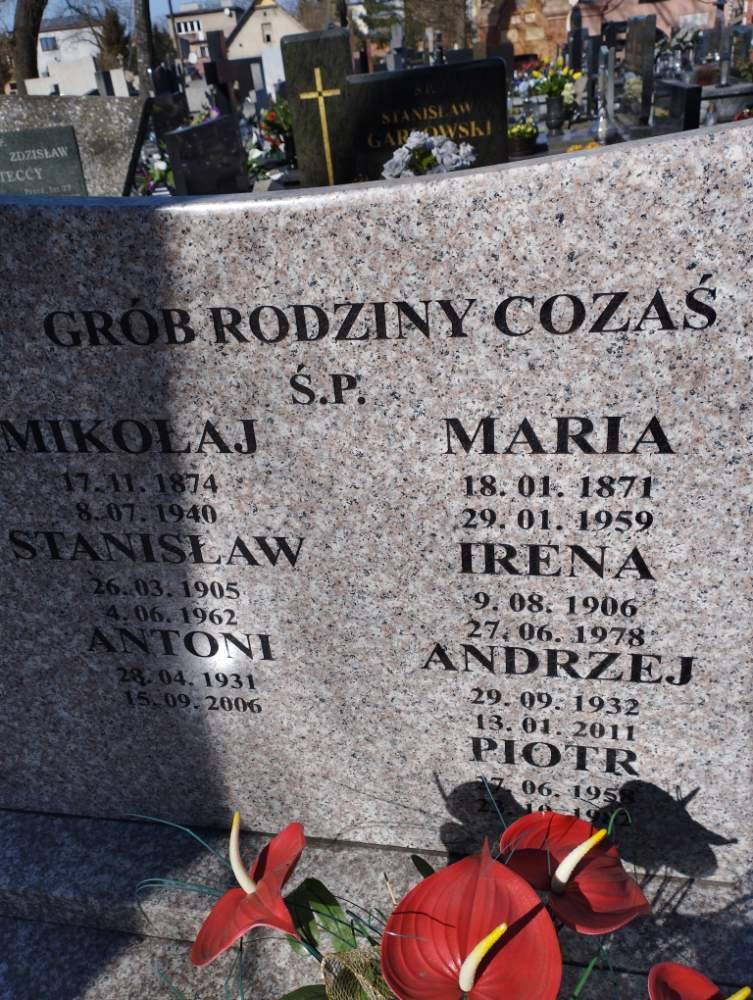 ZDZISŁAW
STANISŁAW
GRÓB RODZINY COZAŚ
Ś.P.
MIKOŁAJ
17. 11. 1874
8. 07. 1940
STANISŁAW
26. 03. 1905
4. 06. 1962
ANTONI
28. 04. 1931
15. 09. 2006
MARIA
18. 01. 1871
29. 01. 1959
IRENA
9. 08. 1906
27. 06. 1978
ANDRZEJ
29. 09. 1932
13. 01. 2011
PIOTR